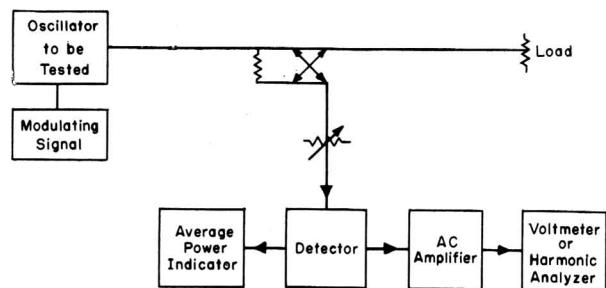 Oscillator
to be
Tested
Load
Modulating
Signal
Average
Power
Indicator
Detector
AC
Amplifier
Voltmeter
or
Harmonic
Analyzer